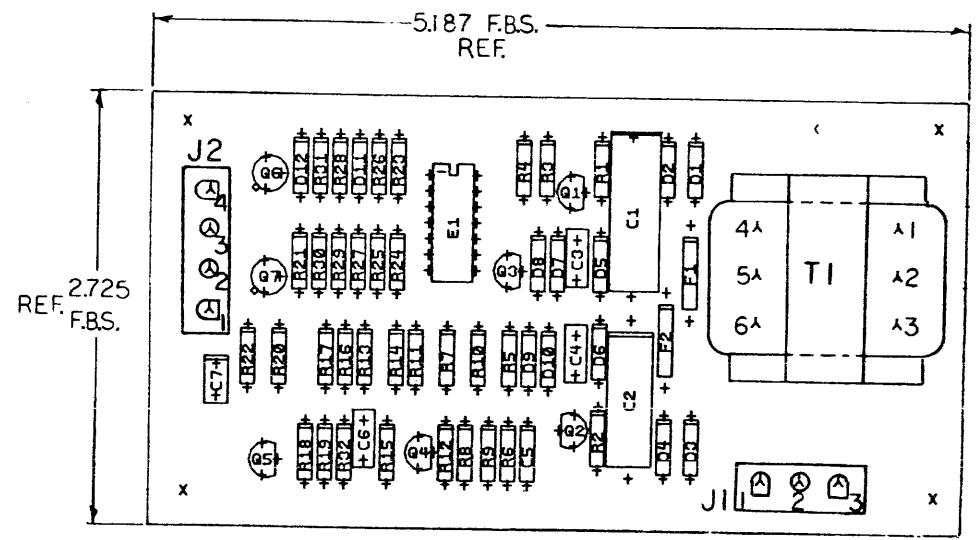 5.187 F.B.S.
REF.
REF. 2.725
F.B.S.
J2
4
3
2
1
Q6
D12
R31
R28
D11
R26
R23
E1
R4
R3
Q1
R1
C1
D2
D1
Q7
R21
R30
R29
R27
R25
R24
Q3
D8
D7
C3
D5
F1
4
5
6
T1
1
2
3
R22
R20
R17
R16
R13
R14
R11
R7
R10
R5
D9
D10
C4
D6
F2
C7
C2
Q5
R18
R19
R32
C6
R15
Q4
R12
R8
R9
R6
C5
Q2
R2
D4
D3
J1
1
2
3